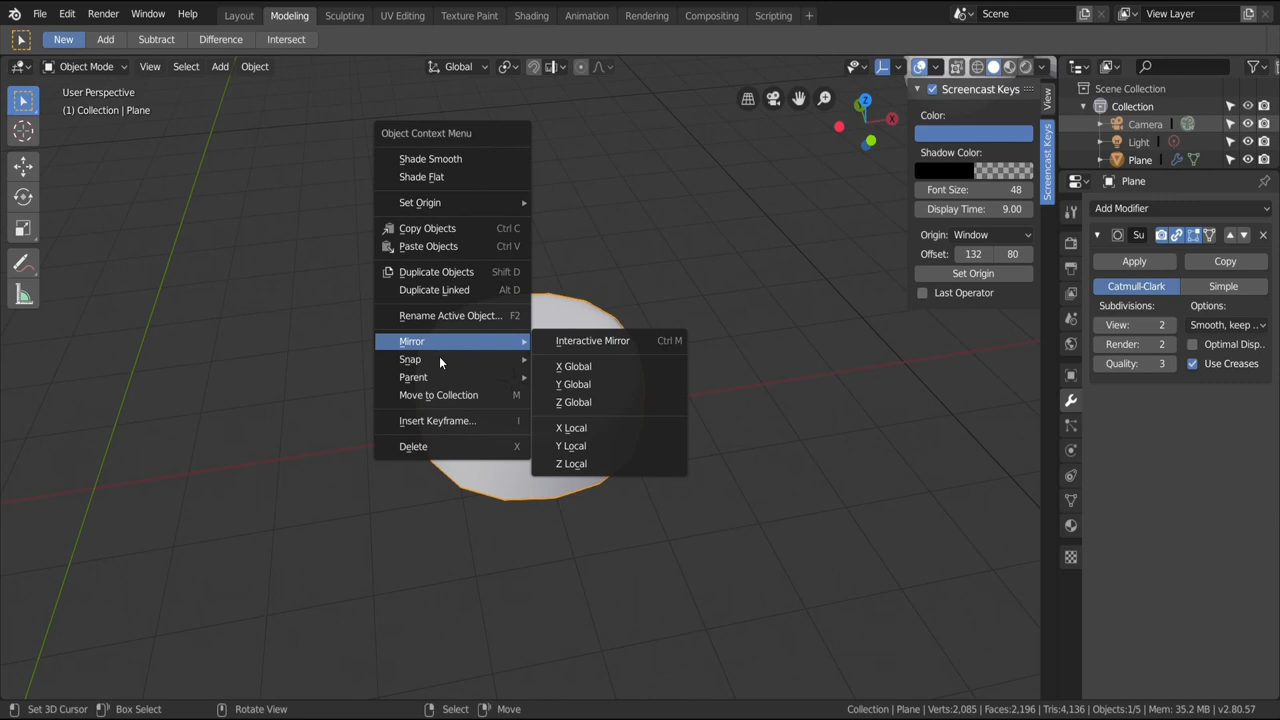 File Edit Render Window Help Layout Modeling Sculpting UV Editing Texture Paint Shading Animation Rendering Compositing Scripting + Scene View Layer
New Add Subtract Difference Intersect
Object Mode View Select Add Object Global
User Perspective
(1) Collection | Plane
Object Context Menu
Shade Smooth
Shade Flat
Set Origin
Copy Objects Ctrl C
Paste Objects Ctrl V
Duplicate Objects Shift D
Duplicate Linked Alt D
Rename Active Object... F2
Mirror
Snap
Parent
Move to Collection M
Insert Keyframe... I
Delete X
Interactive Mirror Ctrl M
X Global
Y Global
Z Global
X Local
Y Local
Z Local
Z
Y
X
Screencast Keys
Color:
Shadow Color:
Font Size: 48
Display Time: 9.00
Origin: Window
Offset: 132 80
Set Origin
Last Operator
View
Screencast Keys
Scene Collection
Collection
Camera
Light
Plane
Plane
Add Modifier
Su
Apply Copy
Catmull-Clark Simple
Subdivisions: Options:
View: 2 Smooth, keep ..
Render: 2 Optimal Disp..
Quality: 3 Use Creases
Set 3D Cursor Box Select Rotate View Select Move Collection | Plane | Verts:2,085 | Faces:2,196 | Tris:4,136 | Objects:1/5 | Mem: 35.2 MB | v2.80.57